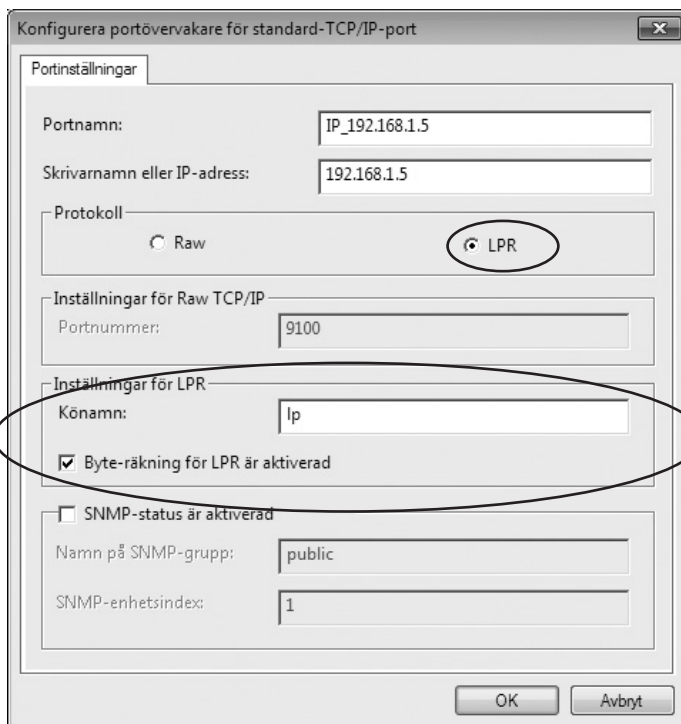 Konfigurera portövervakare för standard-TCP/IP-port
Portinställningar
Portnamn: IP_192.168.1.5
Skrivarnamn eller IP-adress: 192.168.1.5
Protokoll
Raw LPR
Inställningar för Raw TCP/IP
Portnummer: 9100
Inställningar för LPR
Könamn: lp
Byte-räkning för LPR är aktiverad
SNMP-status är aktiverad
Namn på SNMP-grupp: public
SNMP-enhetsindex: 1
OK Avbryt